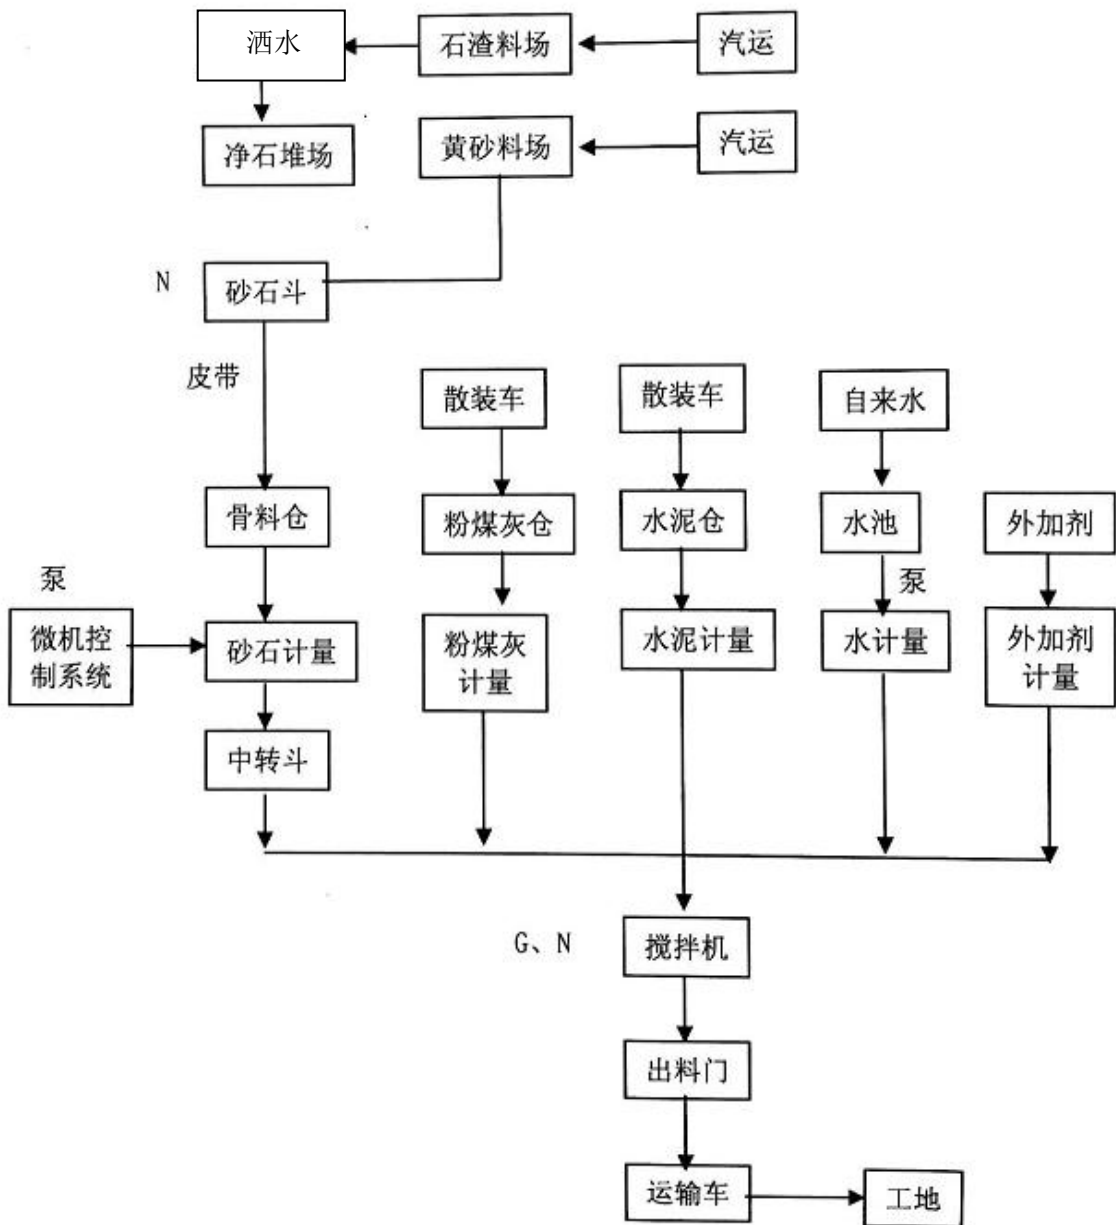 洒水
石渣料场
汽运
净石堆场
黄砂料场
汽运
N
砂石斗
皮带
散装车
散装车
自来水
骨料仓
粉煤灰仓
水泥仓
水池
外加剂
泵
泵
微机控
制系统
砂石计量
粉煤灰
计量
水泥计量
水计量
外加剂
计量
中转斗
G、N
搅拌机
出料门
运输车
工地